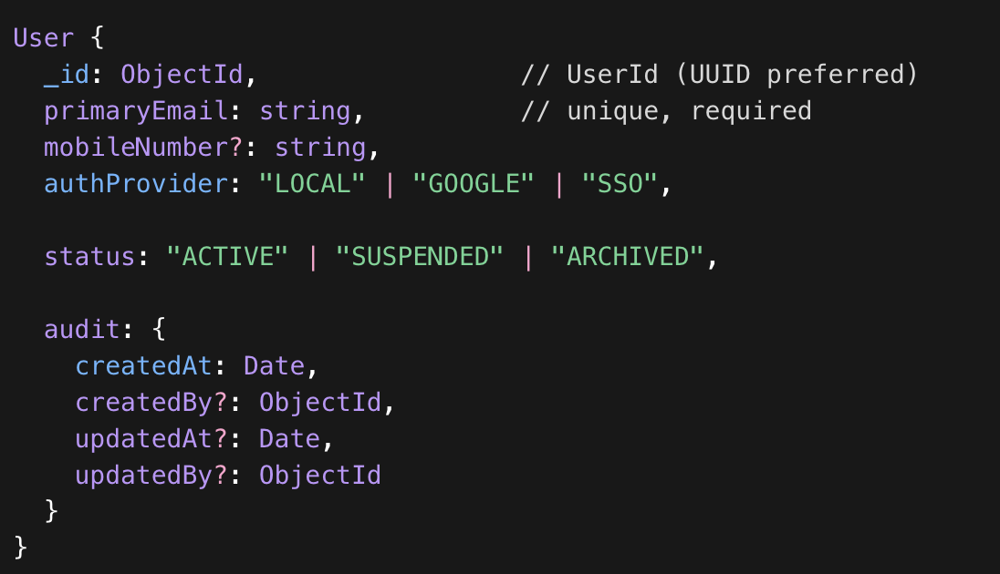 User {
  _id: ObjectId,                 // UserId (UUID preferred)
  primaryEmail: string,          // unique, required
  mobileNumber?: string,
  authProvider: "LOCAL" | "GOOGLE" | "SSO",

  status: "ACTIVE" | "SUSPENDED" | "ARCHIVED",

  audit: {
    createdAt: Date,
    createdBy?: ObjectId,
    updatedAt?: Date,
    updatedBy?: ObjectId
  }
}